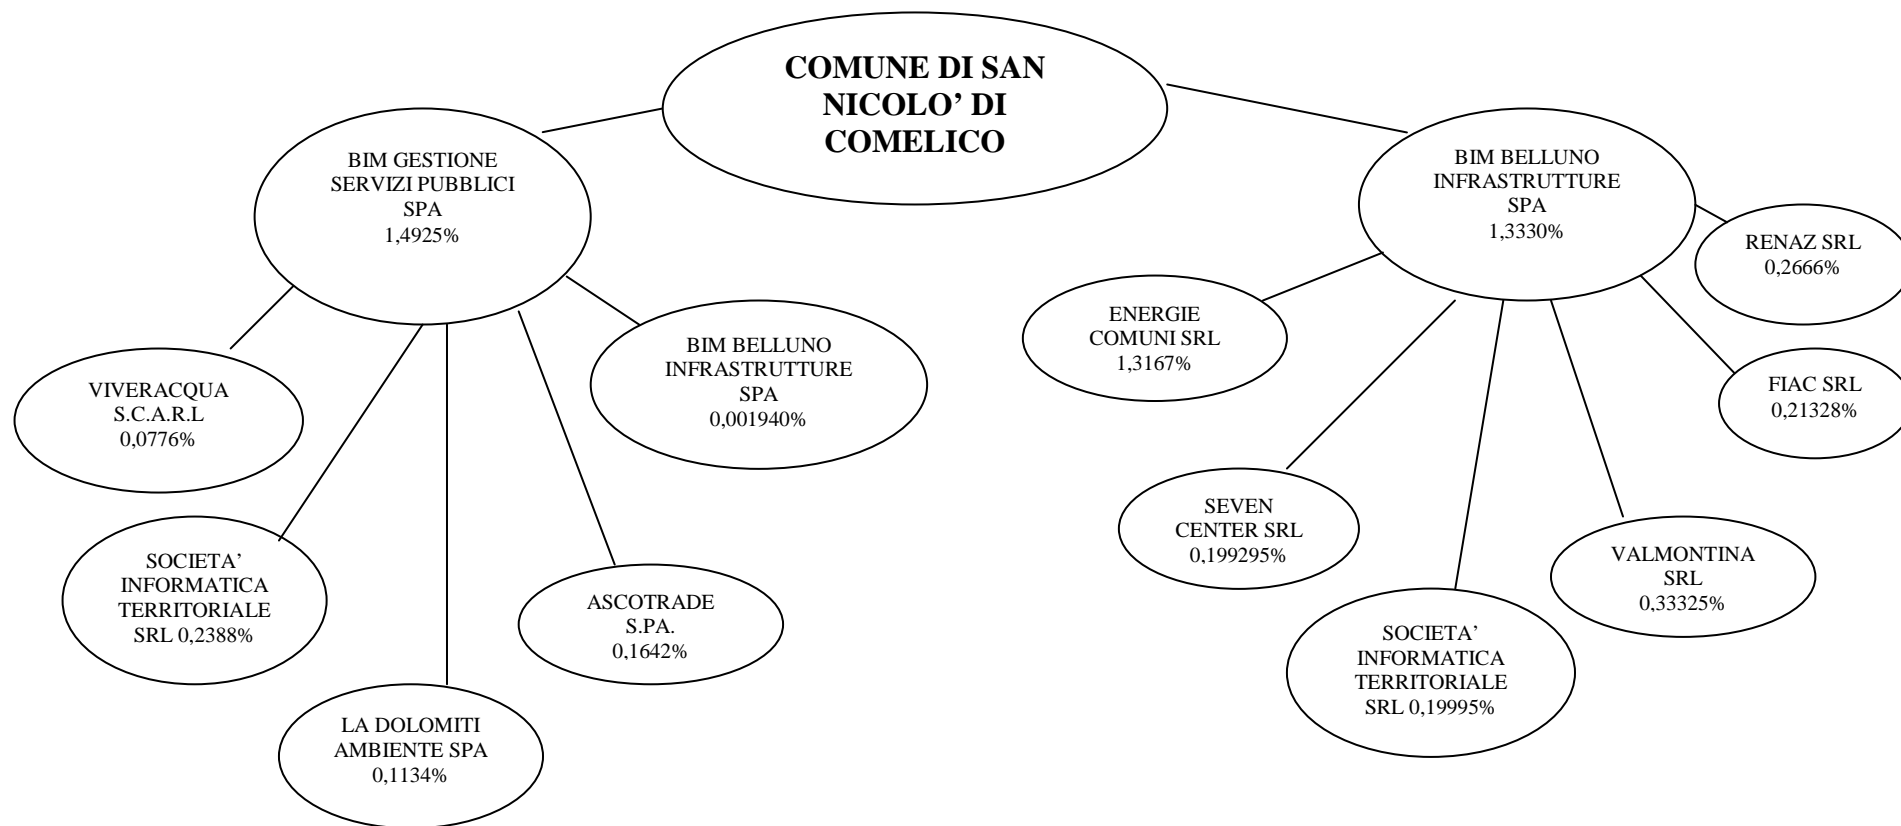 COMUNE DI SAN
NICOLO’ DI
COMELICO
BIM GESTIONE
SERVIZI PUBBLICI
SPA
1,4925%
BIM BELLUNO
INFRASTRUTTURE
SPA
1,3330%
RENAZ SRL
0,2666%
ENERGIE
COMUNI SRL
1,3167%
BIM BELLUNO
INFRASTRUTTURE
SPA
0,001940%
VIVERACQUA
S.C.A.R.L
0,0776%
FIAC SRL
0,21328%
SEVEN
CENTER SRL
0,199295%
SOCIETA’
INFORMATICA
TERRITORIALE
SRL 0,2388%
VALMONTINA
SRL
0,33325%
ASCOTRADE
S.PA.
0,1642%
SOCIETA’
INFORMATICA
TERRITORIALE
SRL 0,19995%
LA DOLOMITI
AMBIENTE SPA
0,1134%